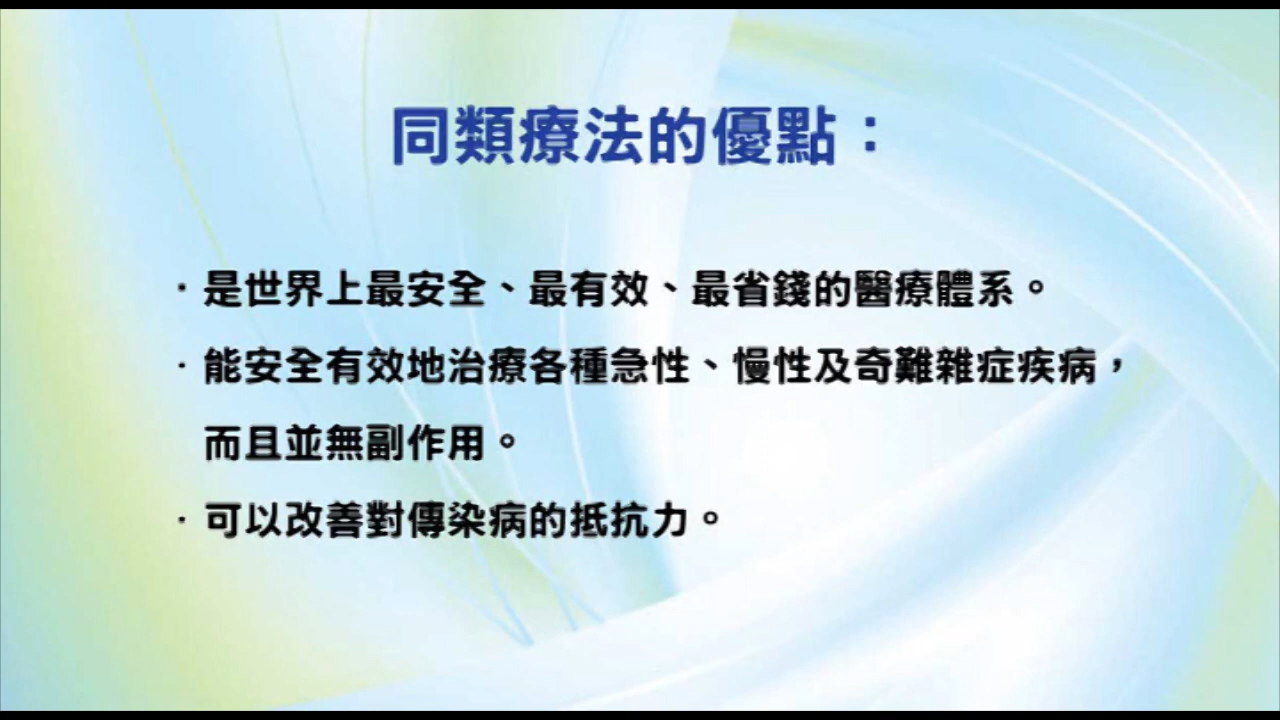 同類療法的優點：
· 是世界上最安全、最有效、最省錢的醫療體系。
· 能安全有效地治療各種急性、慢性及奇難雜症疾病，
而且並無副作用。
· 可以改善對傳染病的抵抗力。